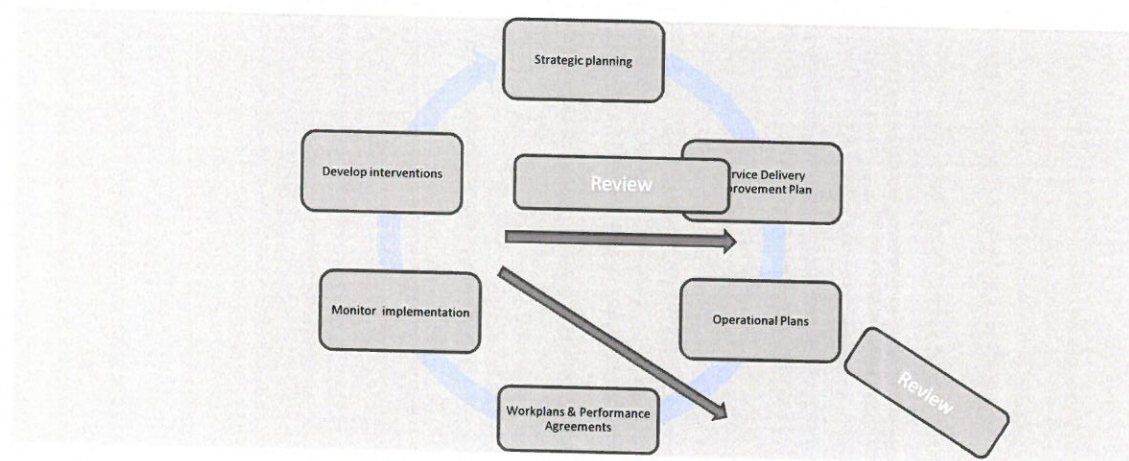 Strategic planning
Develop interventions
Review
rvice Delivery
provement Plan
Monitor implementation
Operational Plans
Review
Workplans & Performance
Agreements